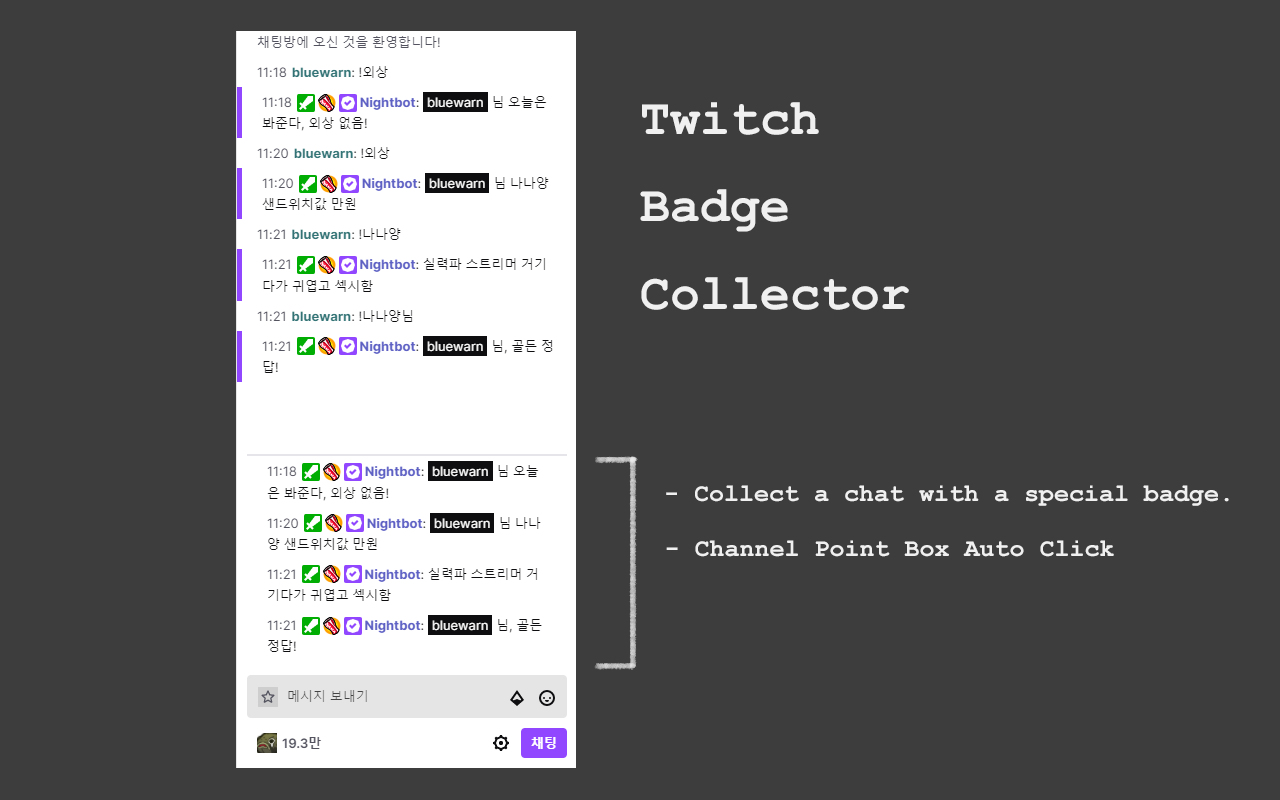 채팅방에 오신 것을 환영합니다!
11:18 bluewarn: !외상
11:18 Nightbot: bluewarn 님 오늘은
봐준다, 외상 없음!
11:20 bluewarn: !외상
11:20 Nightbot: bluewarn 님 나나양
샌드위치값 만원
11:21 bluewarn: !나나양
11:21 Nightbot: 실력파 스트리머 거기
다가 귀엽고 섹시함
11:21 bluewarn: !나나양님
11:21 Nightbot: bluewarn 님, 골든 정
답!
11:18 Nightbot: bluewarn 님 오늘
은 봐준다, 외상 없음!
11:20 Nightbot: bluewarn 님 나나
양 샌드위치값 만원
11:21 Nightbot: 실력파 스트리머 거
기다가 귀엽고 섹시함
11:21 Nightbot: bluewarn 님, 골든
정답!
메시지 보내기
19.3만
채팅
Twitch
Badge
Collector
- Collect a chat with a special badge.
- Channel Point Box Auto Click